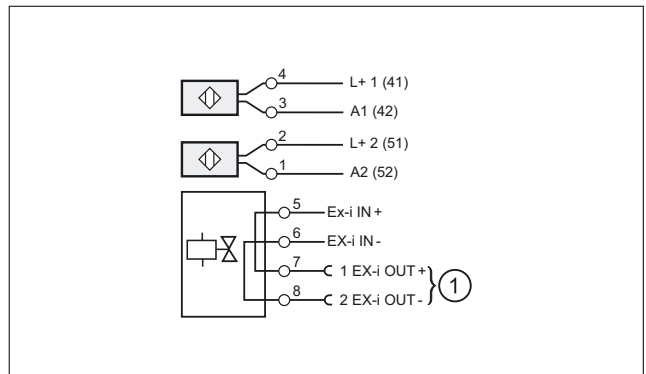 4 L+ 1 (41)
3 A1 (42)
2 L+ 2 (51)
1 A2 (52)
5 Ex-i IN+
6 EX-i IN-
7 1 EX-i OUT+
8 2 EX-i OUT-
1